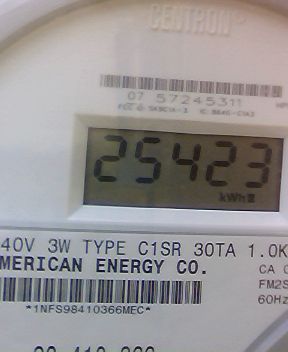 CENTRON
07 57245311
25423
kWh
40V 3W TYPE C1SR 30TA 1.0K
MERICAN ENERGY CO.
CA 
FM2S
60Hz
*1NFS98410366MEC*